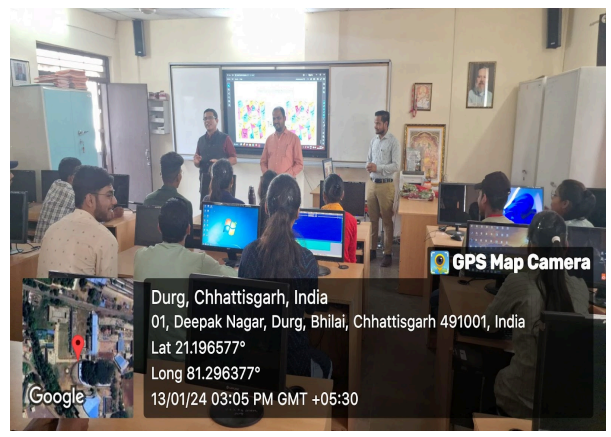 GPS Map Camera
Durg, Chhattisgarh, India
01, Deepak Nagar, Durg, Bhilai, Chhattisgarh 491001, India
Lat 21.196577°
Long 81.296377°
13/01/24 03:05 PM GMT +05:30
Google